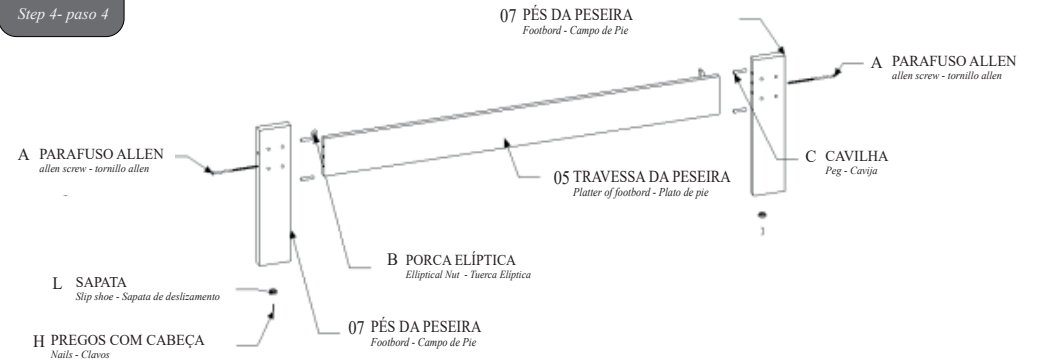 Step 4- paso 4
07 PÉS DA PESEIRA
Footbord - Campo de Pie
A PARAFUSO ALLEN
allen screw - tornillo allen
A PARAFUSO ALLEN
allen screw - tornillo allen
C CAVILHA
Peg - Cavija
05 TRAVESSA DA PESEIRA
Platter of footbord - Plato de pie
B PORCA ELÍPTICA
Elliptical Nut - Tuerca Elíptica
L SAPATA
Slip shoe - Sapata de deslizamento
07 PÉS DA PESEIRA
Footbord - Campo de Pie
H PREGOS COM CABEÇA
Nails - Clavos